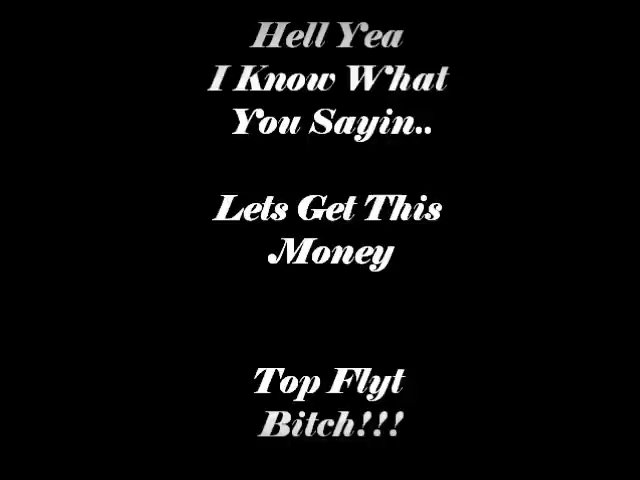 Hell Yea
I Know What
You Sayin..
Lets Get This
Money
Top Flyt
Bitch!!!